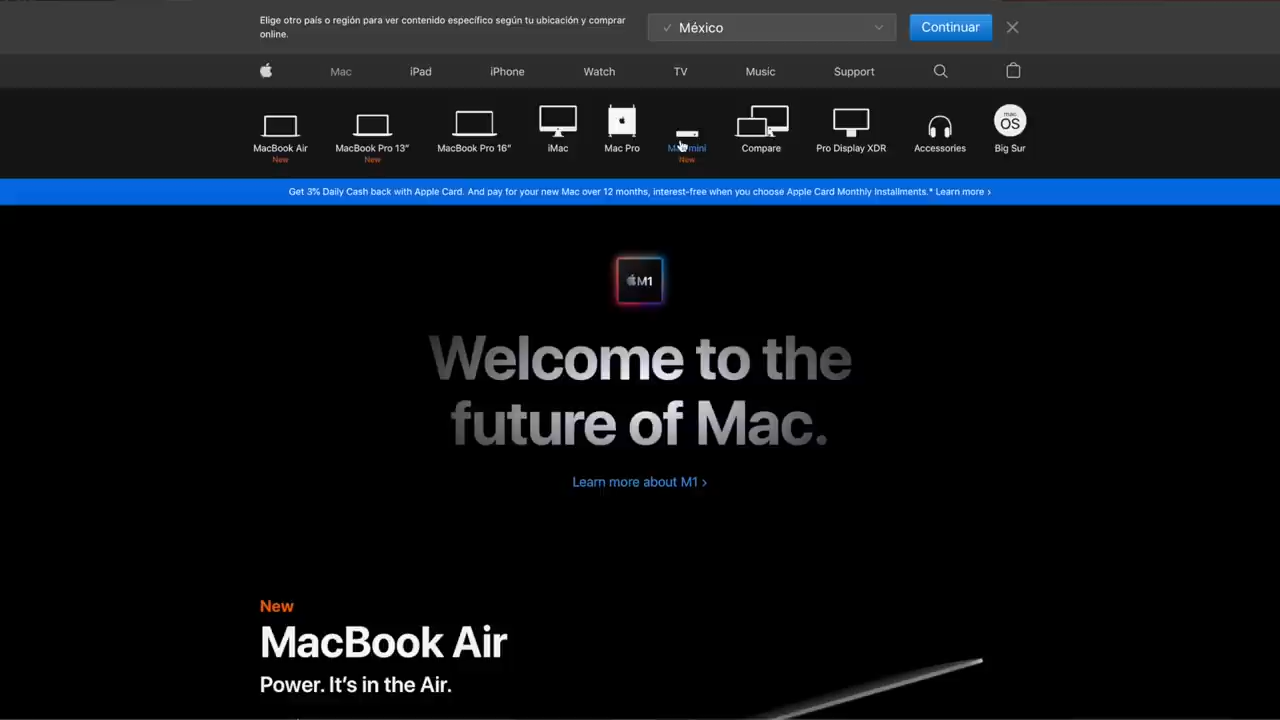 Elige otro país o región para ver contenido específico según tu ubicación y comprar
online.
México
Continuar
Mac
iPad
iPhone
Watch
TV
Music
Support
MacBook Air
New
MacBook Pro 13”
New
MacBook Pro 16”
iMac
Mac Pro
Mac mini
New
Compare
Pro Display XDR
Accessories
mac
OS
Big Sur
Get 3% Daily Cash back with Apple Card. And pay for your new Mac over 12 months, interest-free when you choose Apple Card Monthly Installments.* Learn more ›
M1
Welcome to the
future of Mac.
Learn more about M1 ›
New
MacBook Air
Power. It’s in the Air.